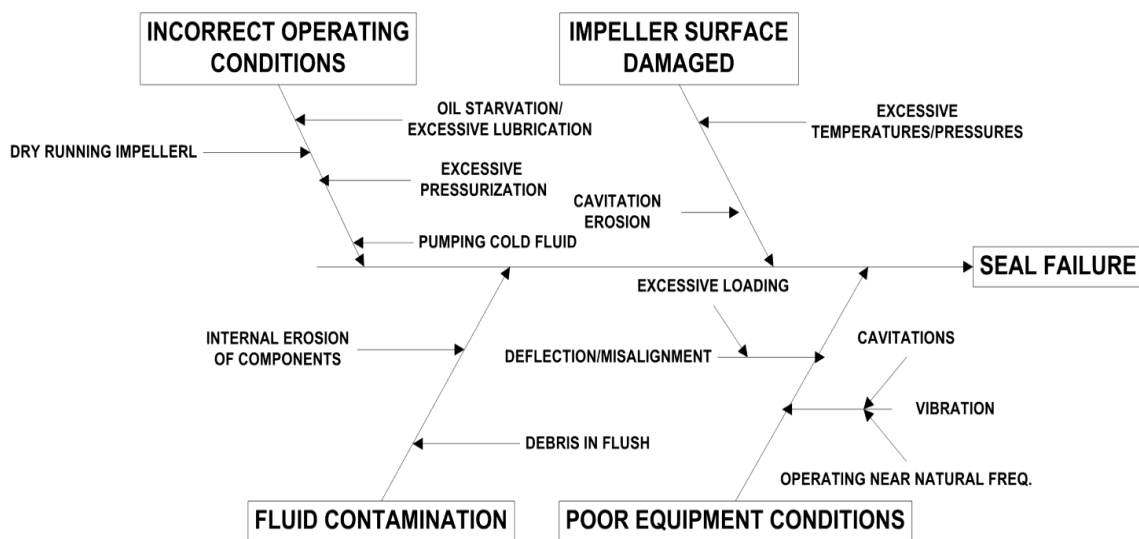 INCORRECT OPERATING
CONDITIONS
IMPELLER SURFACE
DAMAGED
OIL STARVATION/
EXCESSIVE LUBRICATION
EXCESSIVE
TEMPERATURES/PRESSURES
DRY RUNNING IMPELLERL
EXCESSIVE
PRESSURIZATION
CAVITATION
EROSION
PUMPING COLD FLUID
SEAL FAILURE
EXCESSIVE LOADING
INTERNAL EROSION
OF COMPONENTS
DEFLECTION/MISALIGNMENT
CAVITATIONS
VIBRATION
DEBRIS IN FLUSH
OPERATING NEAR NATURAL FREQ.
FLUID CONTAMINATION
POOR EQUIPMENT CONDITIONS